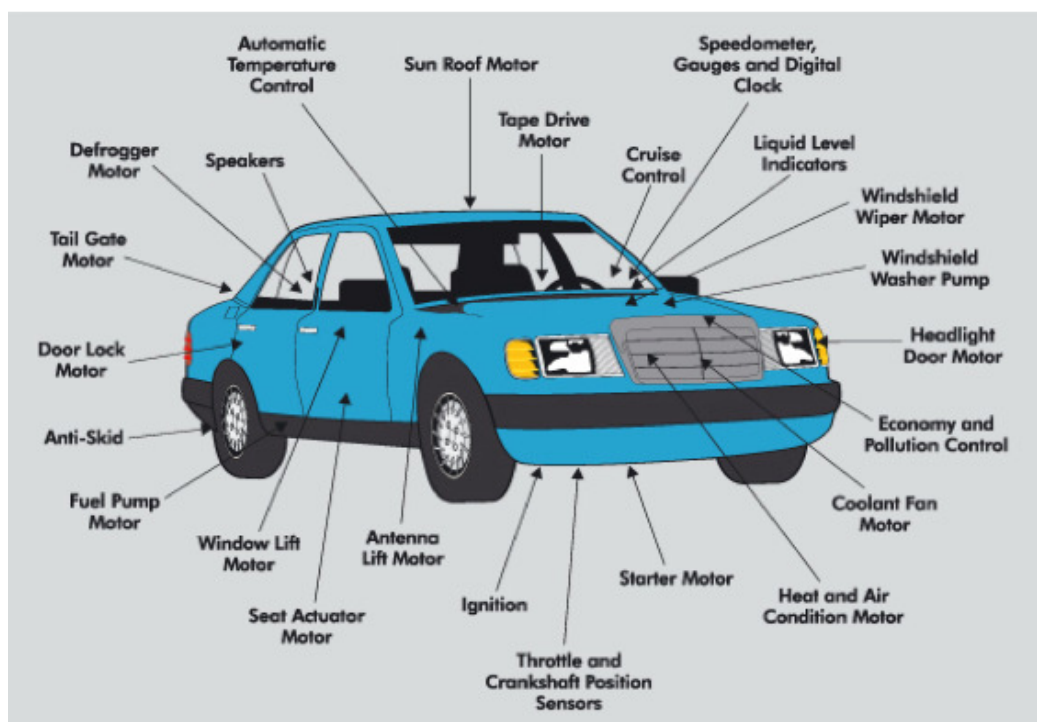 Automatic
Temperature
Control
Sun Roof Motor
Speedometer,
Gauges and Digital
Clock
Tape Drive
Motor
Defrogger
Motor
Speakers
Cruise
Control
Liquid Level
Indicators
Windshield
Wiper Motor
Tail Gate
Motor
Windshield
Washer Pump
Door Lock
Motor
Headlight
Door Motor
Anti-Skid
Economy and
Pollution Control
Fuel Pump
Motor
Window Lift
Motor
Antenna
Lift Motor
Coolant Fan
Motor
Seat Actuator
Motor
Ignition
Starter Motor
Heat and Air
Condition Motor
Throttle and
Crankshaft Position
Sensors